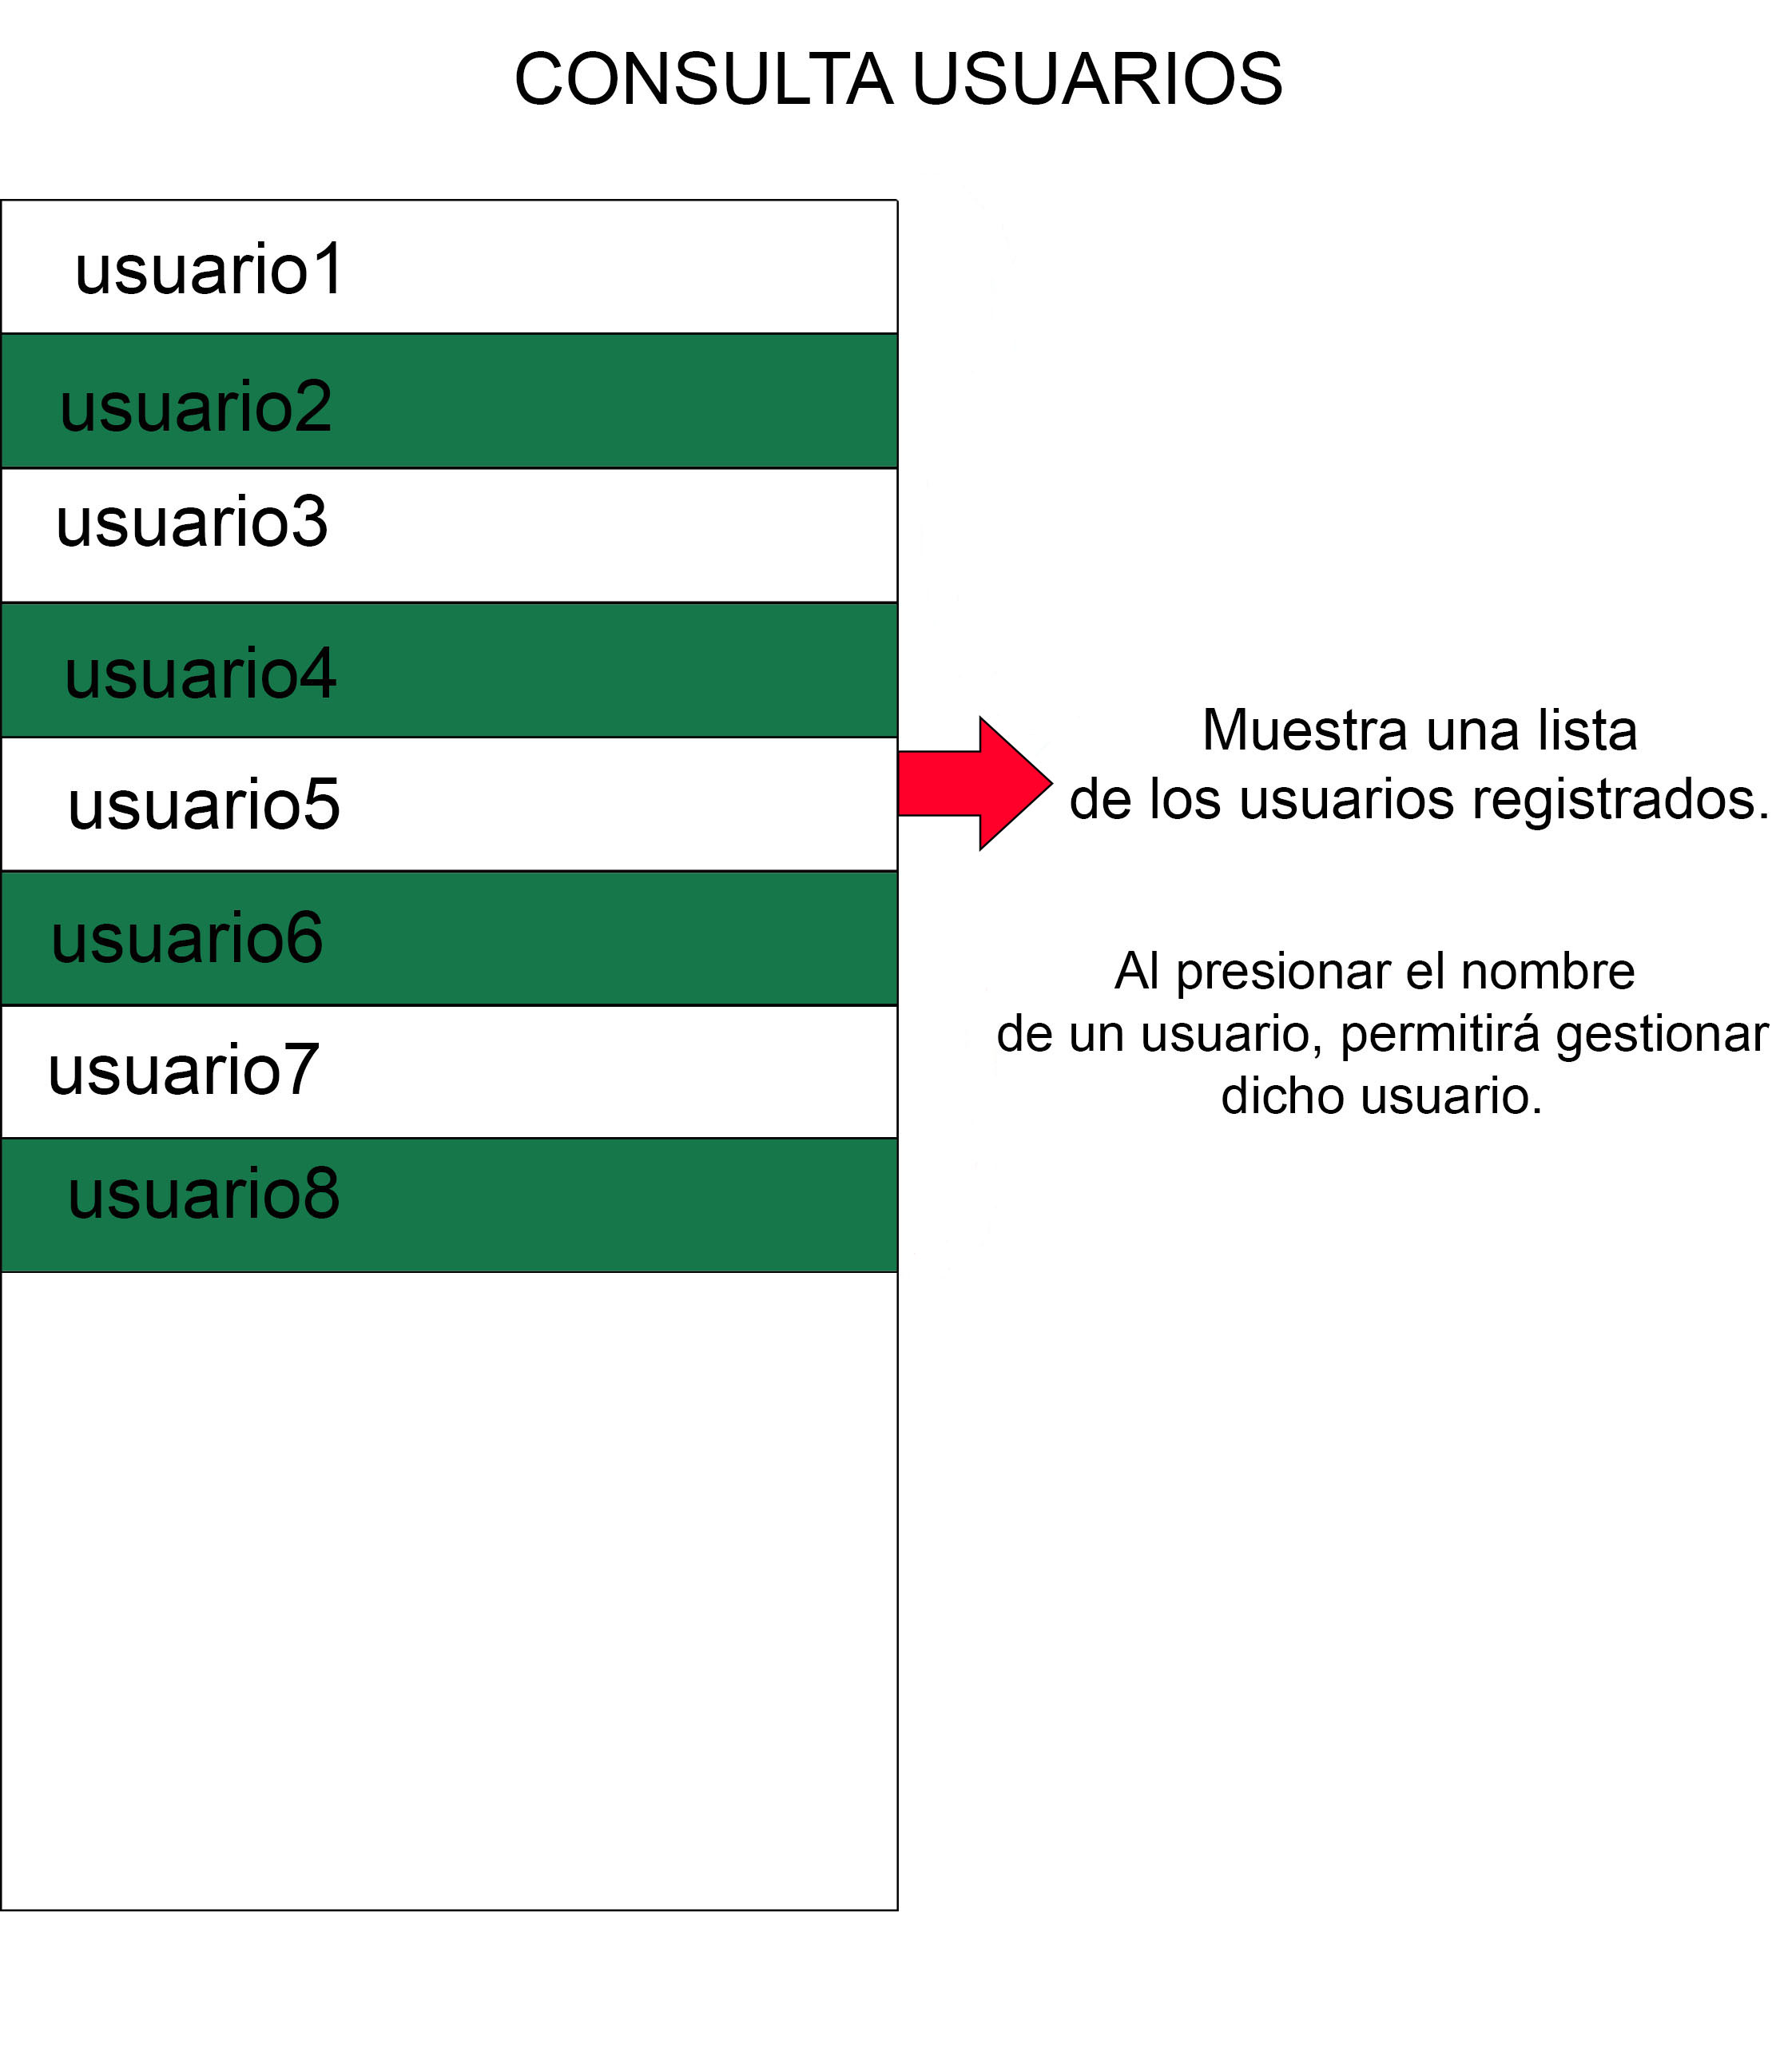 CONSULTA USUARIOS
usuario1
usuario2
usuario3
usuario4
usuario5
usuario6
usuario7
usuario8
Muestra una lista
de los usuarios registrados.
Al presionar el nombre
de un usuario, permitirá gestionar
dicho usuario.